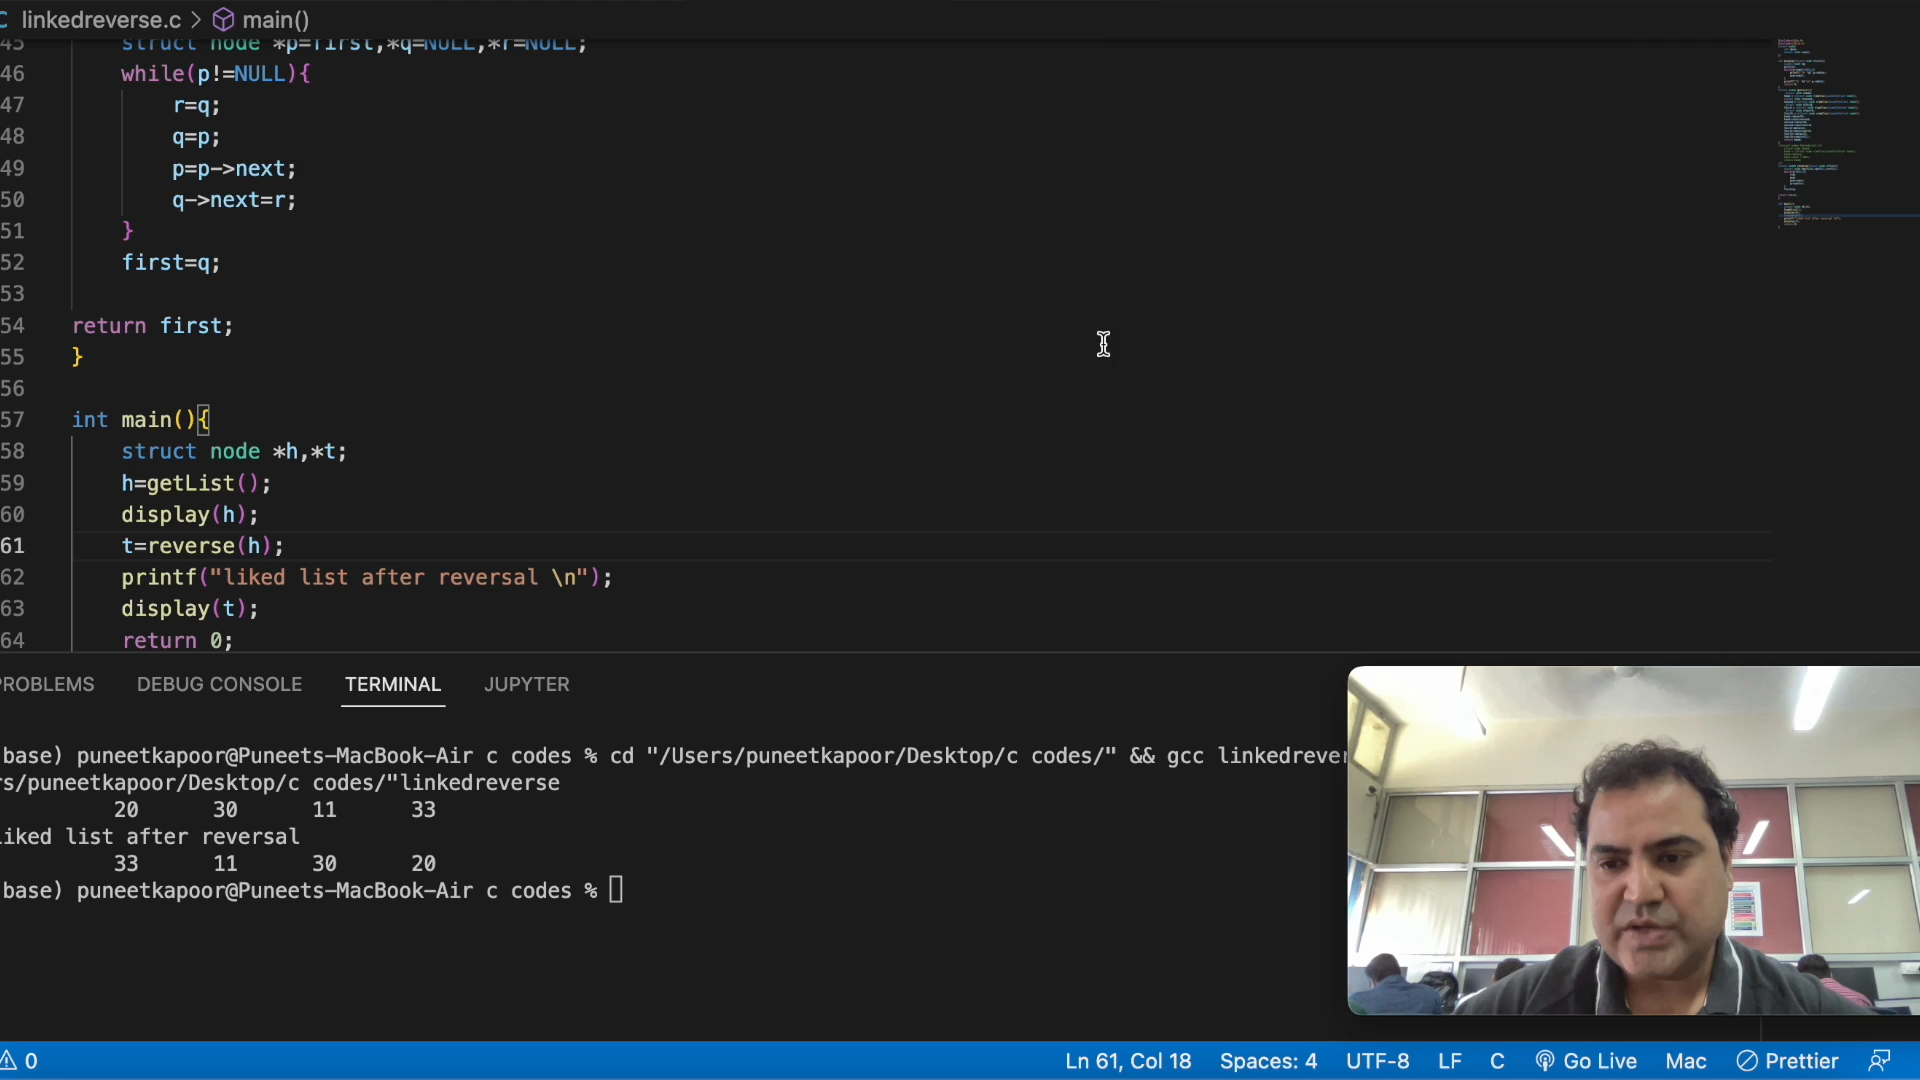 linkedreverse.c > main()
45 struct node *p=first,*q=NULL,*r=NULL;
46 while(p!=NULL){
47 r=q;
48 q=p;
49 p=p->next;
50 q->next=r;
51 }
52 first=q;
53
54 return first;
55 }
56
57 int main(){
58 struct node *h,*t;
59 h=getList();
60 display(h);
61 t=reverse(h);
62 printf("liked list after reversal \n");
63 display(t);
64 return 0;
PROBLEMS DEBUG CONSOLE TERMINAL JUPYTER
base) puneetkapoor@Puneets-MacBook-Air c codes % cd "/Users/puneetkapoor/Desktop/c codes/" && gcc linkedrever
rs/puneetkapoor/Desktop/c codes/"linkedreverse
20 30 11 33
liked list after reversal
33 11 30 20
base) puneetkapoor@Puneets-MacBook-Air c codes %
0 Ln 61, Col 18 Spaces: 4 UTF-8 LF C Go Live Mac Prettier